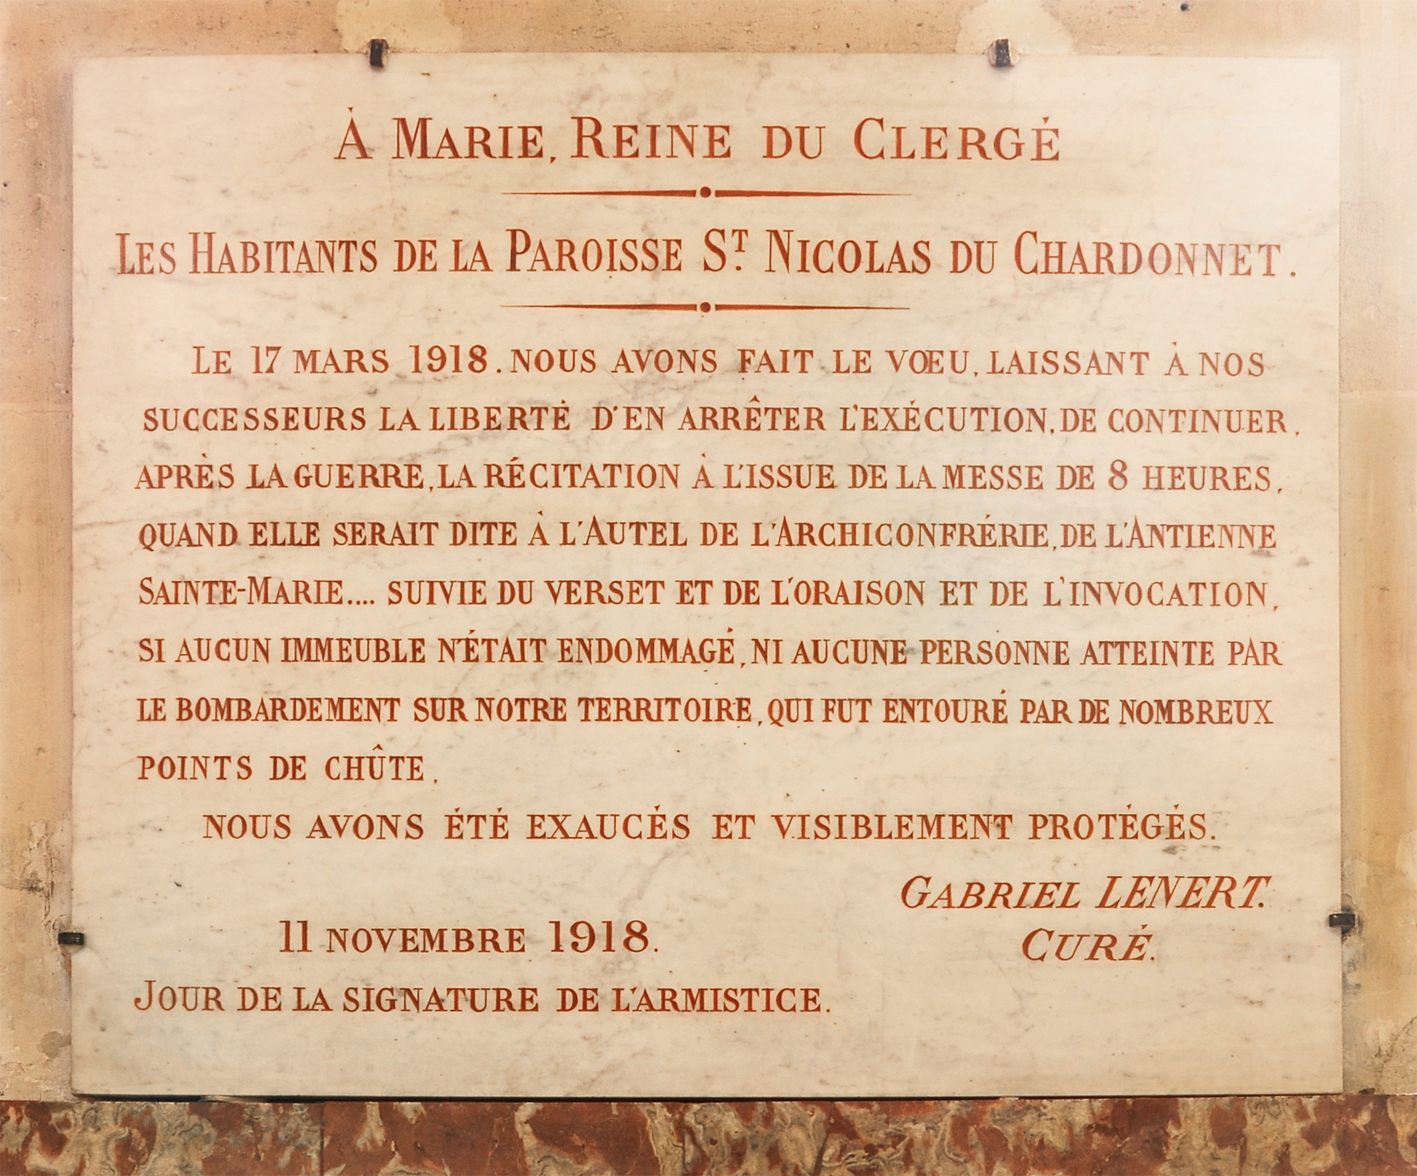 À MARIE, REINE DU CLERGÉ
LES HABITANTS DE LA PAROISSE ST. NICOLAS DU CHARDONNET.
LE 17 MARS 1918. NOUS AVONS FAIT LE VŒU, LAISSANT À NOS
SUCCESSEURS LA LIBERTÉ D'EN ARRÊTER L'EXÉCUTION, DE CONTINUER,
APRÈS LA GUERRE, LA RÉCITATION À L'ISSUE DE LA MESSE DE 8 HEURES,
QUAND ELLE SERAIT DITE À L'AUTEL DE L'ARCHICONFRÉRIE, DE L'ANTIENNE
SAINTE-MARIE.... SUIVIE DU VERSET ET DE L'ORAISON ET DE L'INVOCATION,
SI AUCUN IMMEUBLE N'ÉTAIT ENDOMMAGÉ, NI AUCUNE PERSONNE ATTEINTE PAR
LE BOMBARDEMENT SUR NOTRE TERRITOIRE, QUI FUT ENTOURÉ PAR DE NOMBREUX
POINTS DE CHÛTE.
NOUS AVONS ÉTÉ EXAUCÉS ET VISIBLEMENT PROTÉGÉS.
GABRIEL LENERT.
CURÉ.
11 NOVEMBRE 1918.
JOUR DE LA SIGNATURE DE L'ARMISTICE.